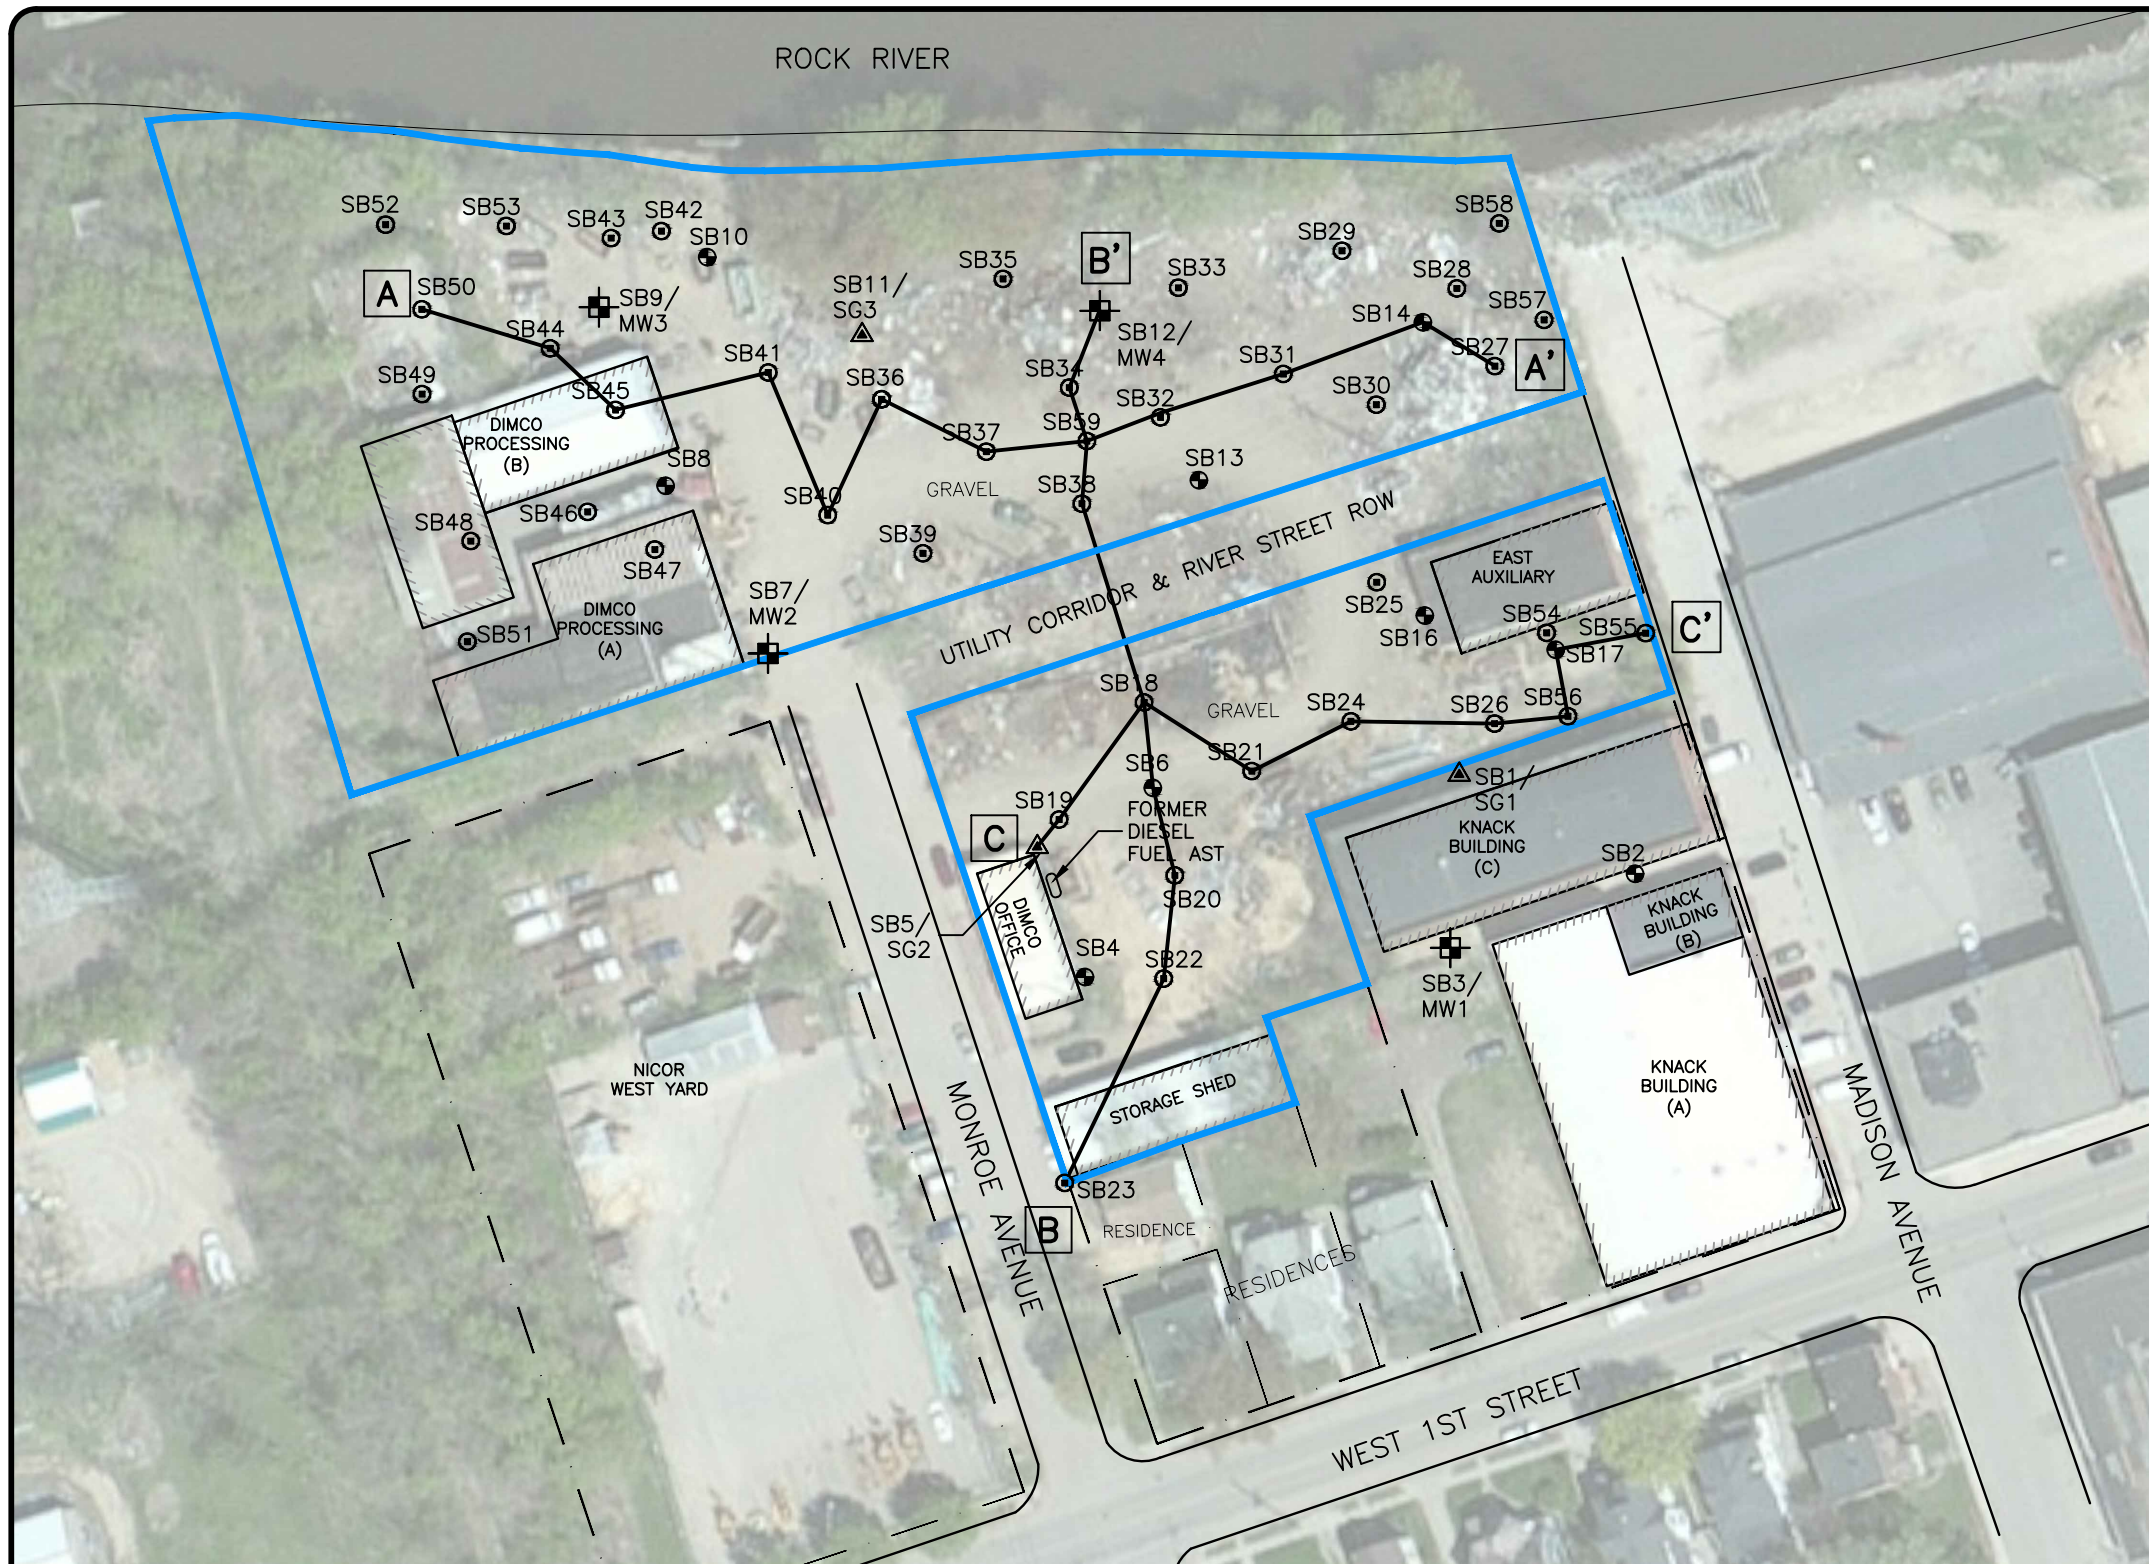 ROCK RIVER
SB52
SB53
SB43
SB42
SB10
SB58
SB29
SB35
B'
SB33
SB28
A
SB50
SB9/
MW3
SB11/
SG3
SB57
SB12/
MW4
SB14
SB44
SB41
SB49
SB45
SB36
SB34
SB32
SB31
SB30
SB27
A'
DIMCO
PROCESSING
(B)
SB37
SB59
SB8
SB13
SB40
GRAVEL
SB38
SB48
SB46
SB39
SB47
SB51
DIMCO
PROCESSING
(A)
SB7/
MW2
UTILITY CORRIDOR & RIVER STREET ROW
EAST
AUXILIARY
SB25
SB16
SB54
SB55
C'
SB17
SB18
GRAVEL
SB24
SB26
SB56
SB21
SB6
SB1/
SG1
SB19
C
FORMER
DIESEL
FUEL AST
KNACK
BUILDING
(C)
SB2
SB20
DIMCO
OFFICE
SB5/
SG2
KNACK
BUILDING
(B)
SB4
SB22
SB3/
MW1
NICOR
WEST YARD
STORAGE SHED
KNACK
BUILDING
(A)
MONROE AVENUE
MADISON AVENUE
SB23
B
RESIDENCE
RESIDENCES
WEST 1ST STREET